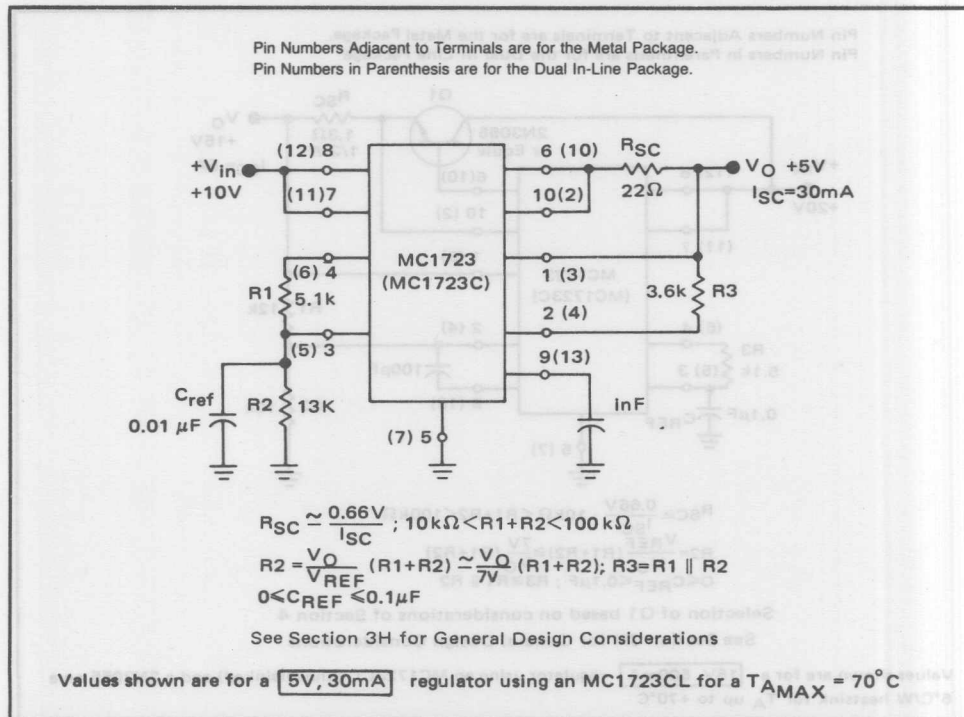 Pin Numbers Adjacent to Terminals are for the Metal Package.
Pin Numbers in Parenthesis are for the Dual In-Line Package.
+Vin
+10V
(12) 8
(11) 7
(6) 4
R1
5.1k
(5) 3
Cref
0.01 μF
R2
13K
(7) 5
MC1723
(MC1723C)
6 (10)
10(2)
1 (3)
2 (4)
9(13)
inF
RSC
22Ω
VO +5V
ISC=30mA
3.6k
R3
RSC ≃ 0.66V / ISC ; 10kΩ<R1+R2<100kΩ
R2 = VO / VREF (R1+R2) ≃ VO / 7V (R1+R2); R3=R1 || R2
0⩽CREF⩽0.1μF
See Section 3H for General Design Considerations
Values shown are for a 5V, 30mA regulator using an MC1723CL for a TAMAX = 70°C